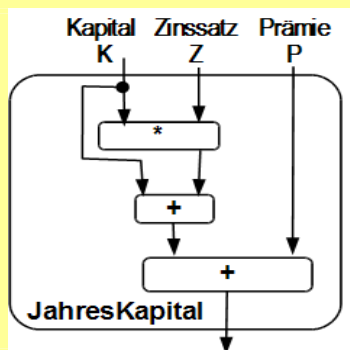 Kapital Zinssatz Prämie
K Z P
*
+
+
JahresKapital